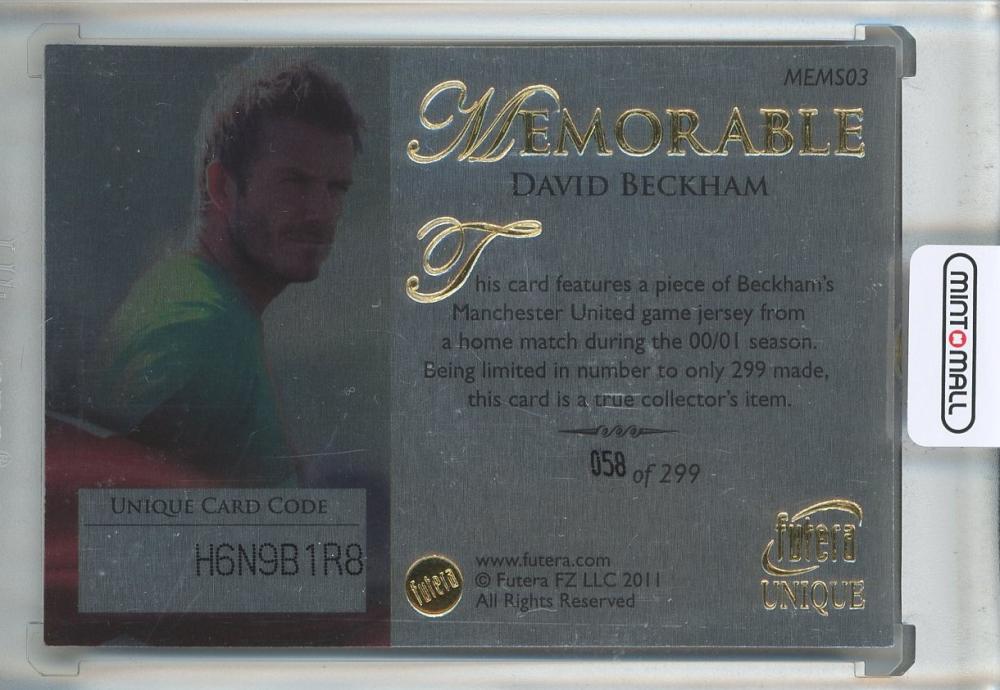 MEMS03
MEMORABLE
DAVID BECKHAM
This card features a piece of Beckham's
Manchester United game jersey from
a home match during the 00/01 season.
Being limited in number to only 299 made,
this card is a true collector's item.
058 of 299
UNIQUE CARD CODE
H6N9B1R8
futera
www.futera.com
© Futera FZ LLC 2011
All Rights Reserved
futera
UNIQUE
MINT MALL